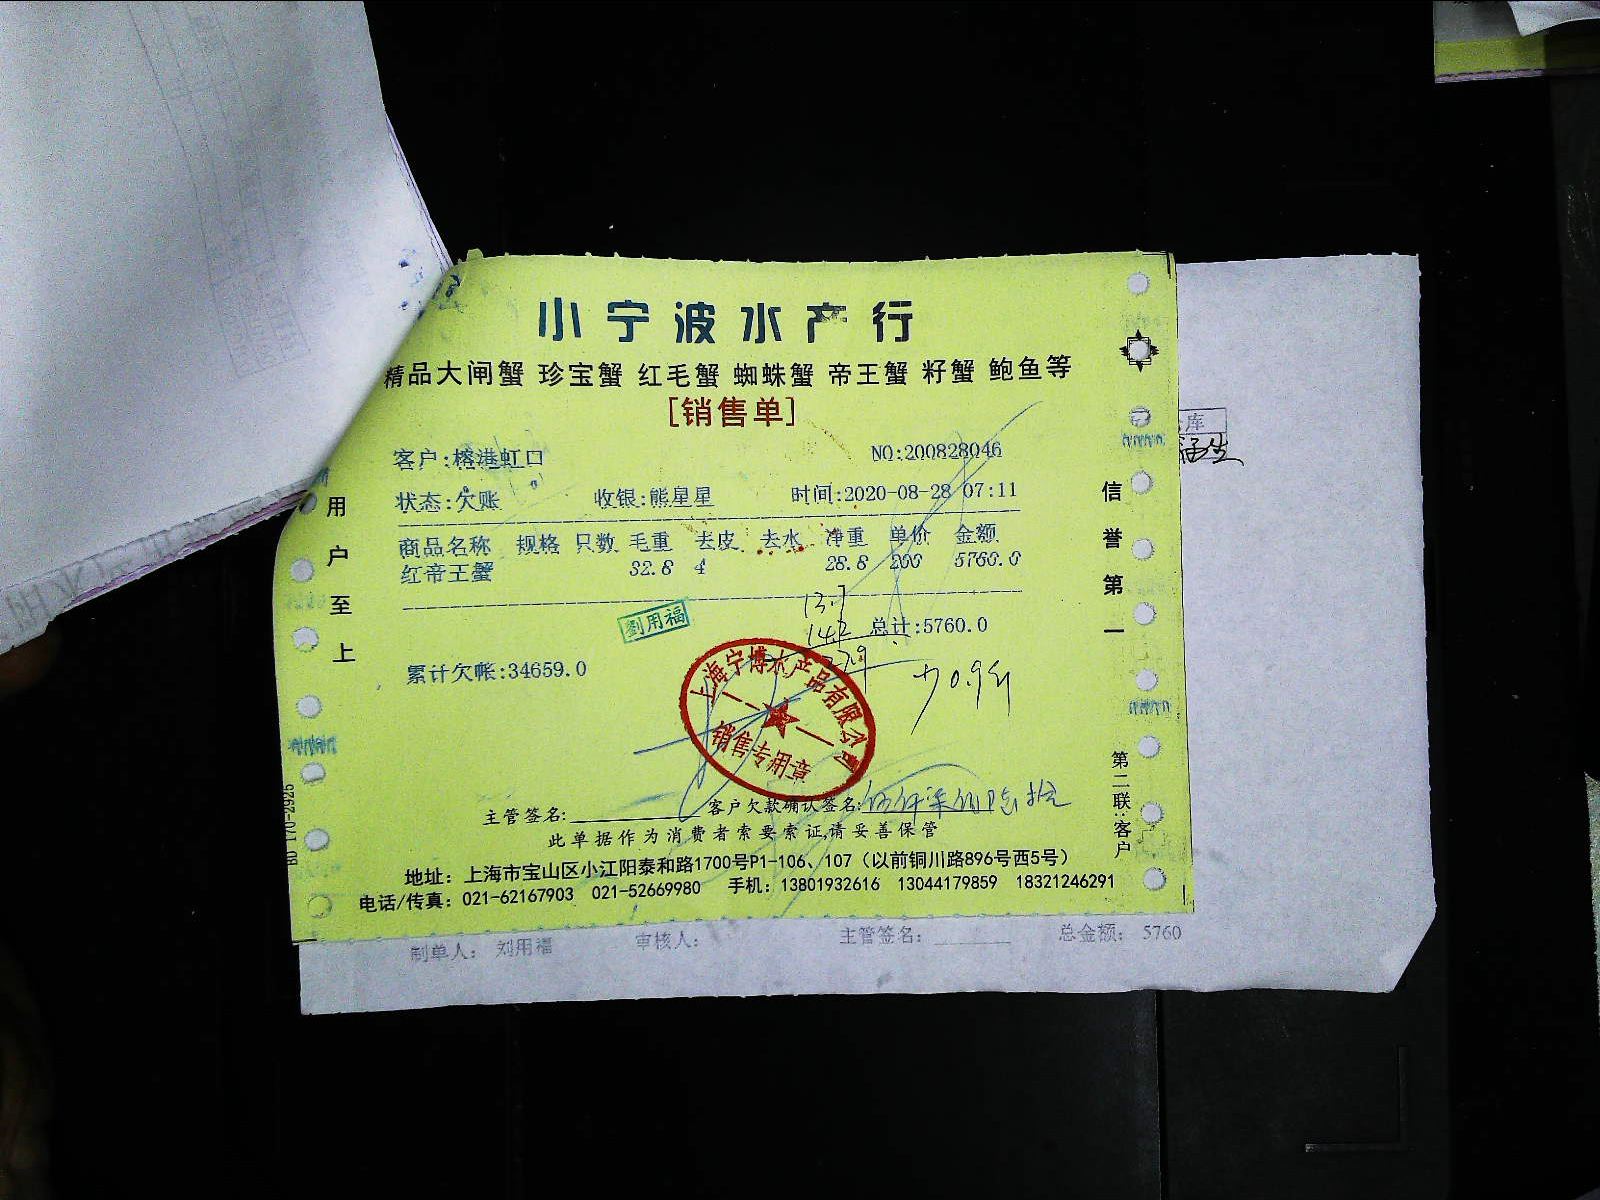 小宁波水产行
精品大闸蟹 珍宝蟹 红毛蟹 蜘蛛蟹 帝王蟹 籽蟹 鲍鱼等
[销售单]
客户:榕港虹口 NO:200828046
状态:欠账 收银:熊星星 时间:2020-08-28 07:11
商品名称 规格 只数 毛重 去皮 去水 净重 单价 金额
红帝王蟹 32.8 4 28.8 200 5760.0
13.7
14.2
27.9
总计:5760.0
劉用福
累计欠帐:34659.0
上海宁博水产品有限公司
销售专用章
主管签名: 客户欠款确认签名:
此单据作为消费者索要索证,请妥善保管
地址：上海市宝山区小江阳泰和路1700号P1-106、107（以前铜川路896号西5号）
电话/传真：021-62167903 021-52669980 手机：13801932616 13044179859 18321246291
用户至上
信誉第一
第二联:客户
库
制单人： 刘用福 审核人： 主管签名： 总金额： 5760